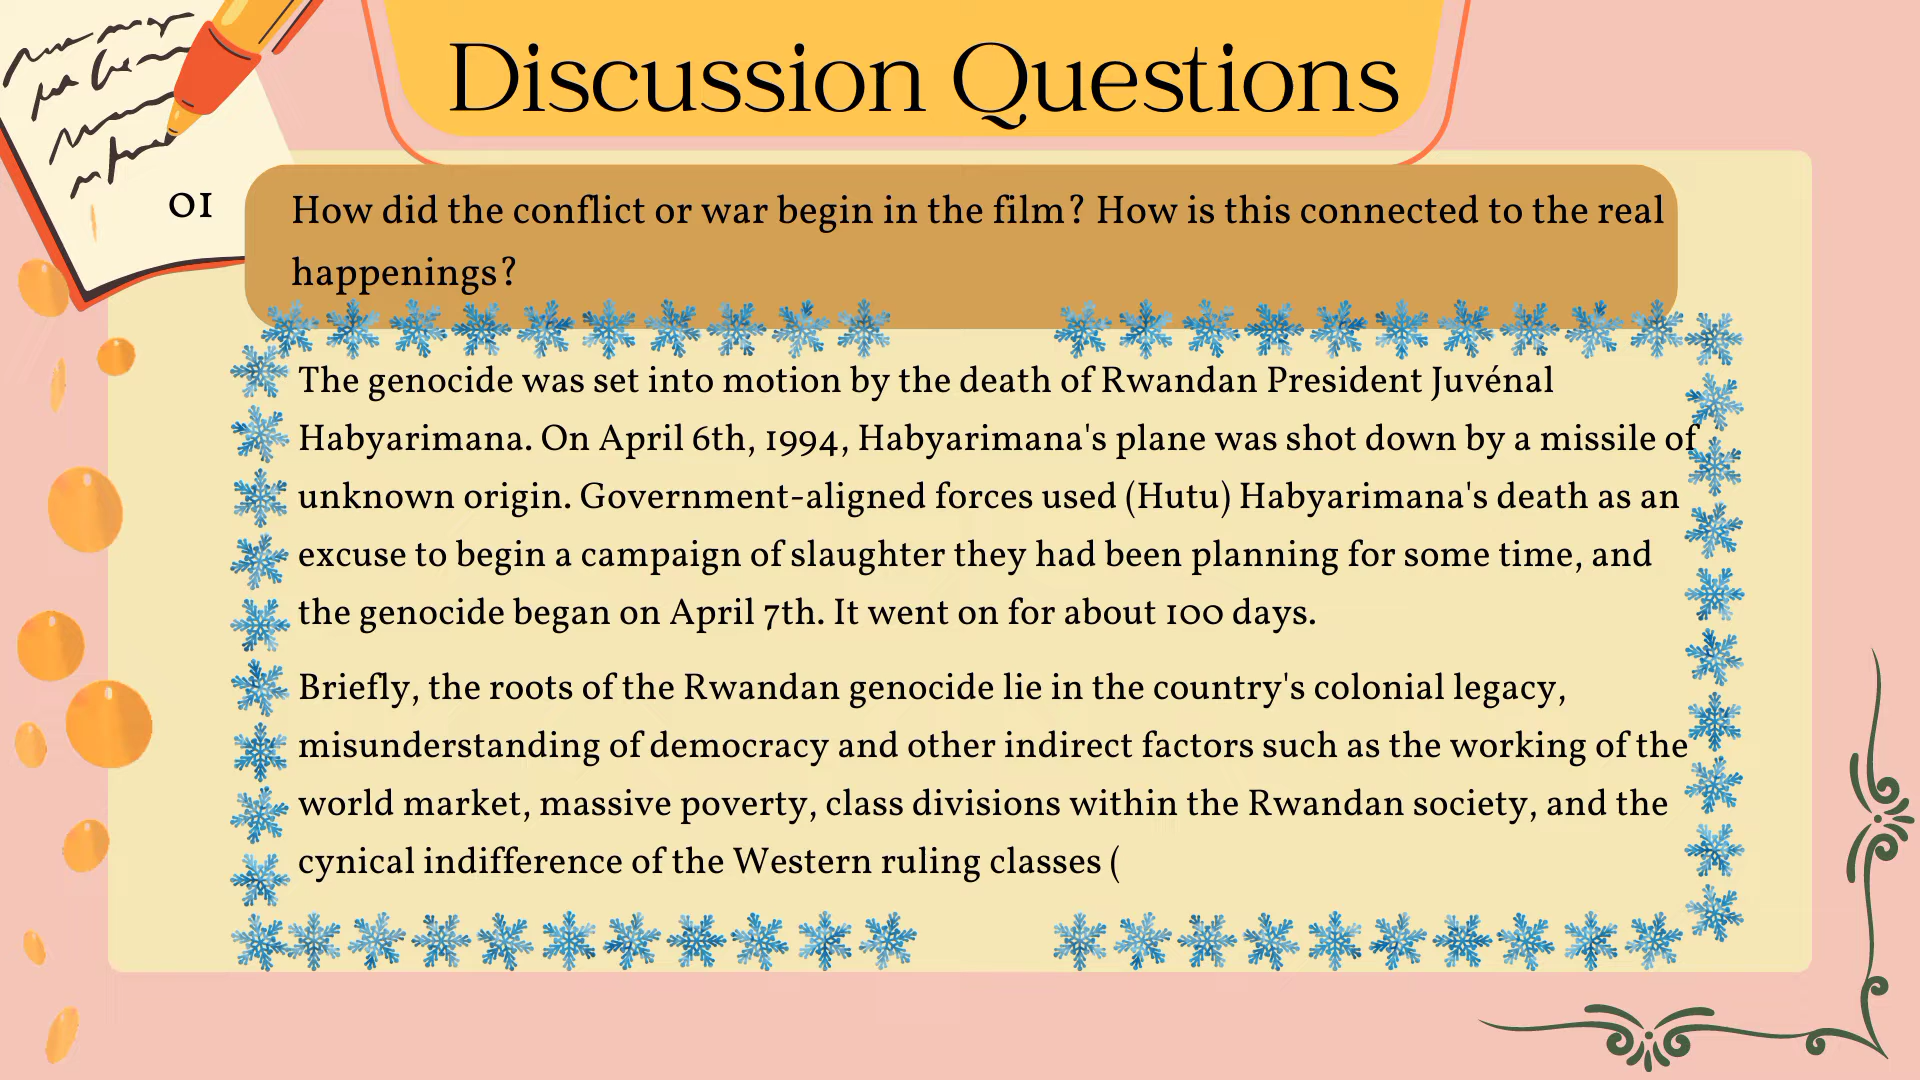 Discussion Questions
01
How did the conflict or war begin in the film? How is this connected to the real
happenings?
The genocide was set into motion by the death of Rwandan President Juvénal
Habyarimana. On April 6th, 1994, Habyarimana's plane was shot down by a missile of
unknown origin. Government-aligned forces used (Hutu) Habyarimana's death as an
excuse to begin a campaign of slaughter they had been planning for some time, and
the genocide began on April 7th. It went on for about 100 days.
Briefly, the roots of the Rwandan genocide lie in the country's colonial legacy,
misunderstanding of democracy and other indirect factors such as the working of the
world market, massive poverty, class divisions within the Rwandan society, and the
cynical indifference of the Western ruling classes (